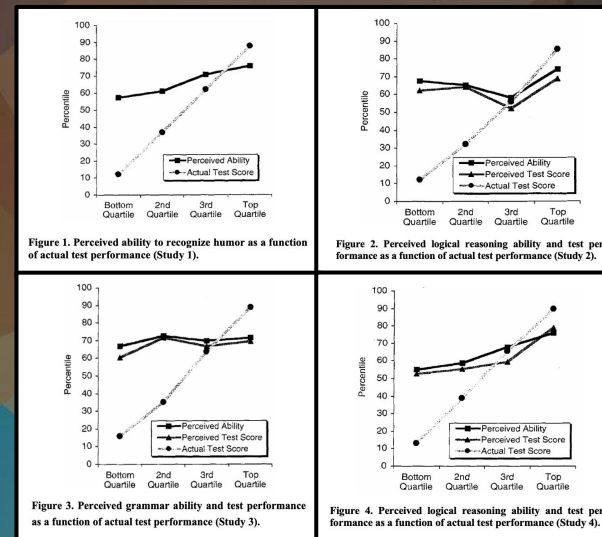 100
90
80
70
60
50
40
30
20
10
0
Percentile
Perceived Ability
Actual Test Score
Bottom Quartile
2nd Quartile
3rd Quartile
Top Quartile
Figure 1. Perceived ability to recognize humor as a function
of actual test performance (Study 1).
100
90
80
70
60
50
40
30
20
10
0
Percentile
Perceived Ability
Perceived Test Score
Actual Test Score
Bottom Quartile
2nd Quartile
3rd Quartile
Top Quartile
Figure 2. Perceived logical reasoning ability and test per
formance as a function of actual test performance (Study 2).
100
90
80
70
60
50
40
30
20
10
0
Percentile
Perceived Ability
Perceived Test Score
Actual Test Score
Bottom Quartile
2nd Quartile
3rd Quartile
Top Quartile
Figure 3. Perceived grammar ability and test performance
as a function of actual test performance (Study 3).
100
90
80
70
60
50
40
30
20
10
0
Percentile
Perceived Ability
Perceived Test Score
Actual Test Score
Bottom Quartile
2nd Quartile
3rd Quartile
Top Quartile
Figure 4. Perceived logical reasoning ability and test per
formance as a function of actual test performance (Study 4).